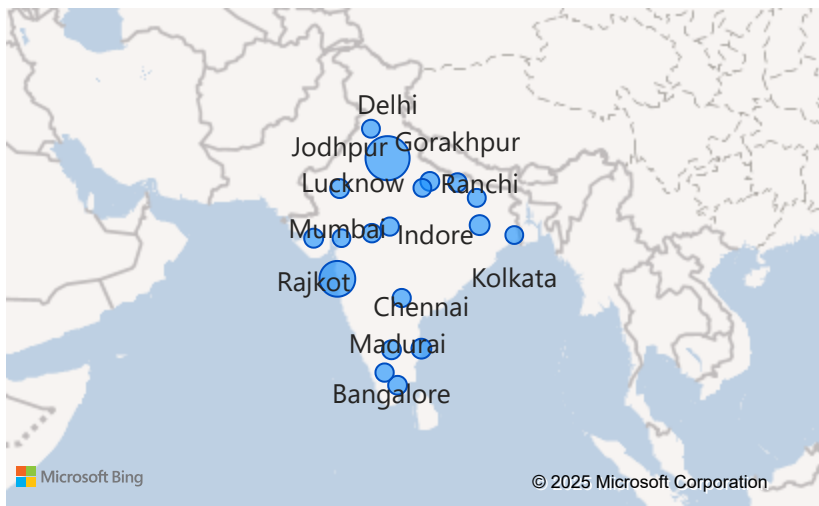 Delhi
Jodhpur Gorakhpur
Lucknow Ranchi
Mumbai Indore
Rajkot Kolkata
Chennai
Madurai
Bangalore
Microsoft Bing
© 2025 Microsoft Corporation